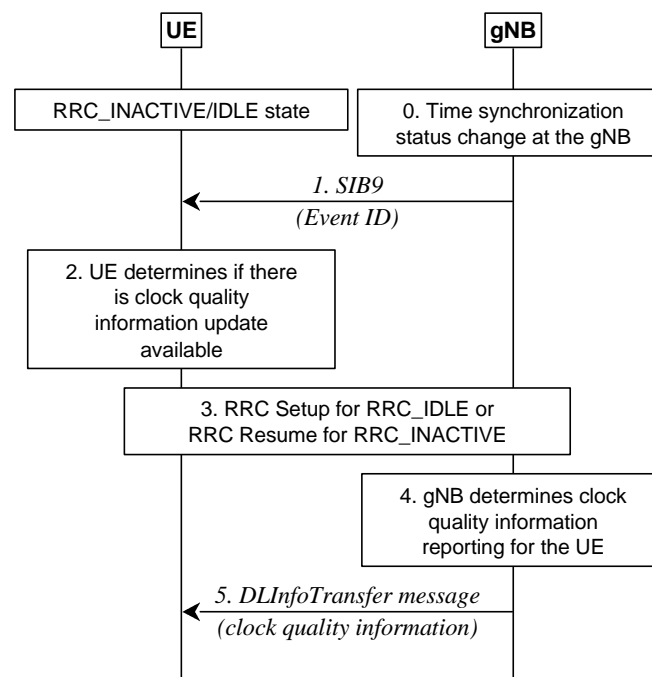 UE
gNB
RRC_INACTIVE/IDLE state
0. Time synchronization
status change at the gNB
1. SIB9
(Event ID)
2. UE determines if there
is clock quality
information update
available
3. RRC Setup for RRC_IDLE or
RRC Resume for RRC_INACTIVE
4. gNB determines clock
quality information
reporting for the UE
5. DLInfoTransfer message
(clock quality information)